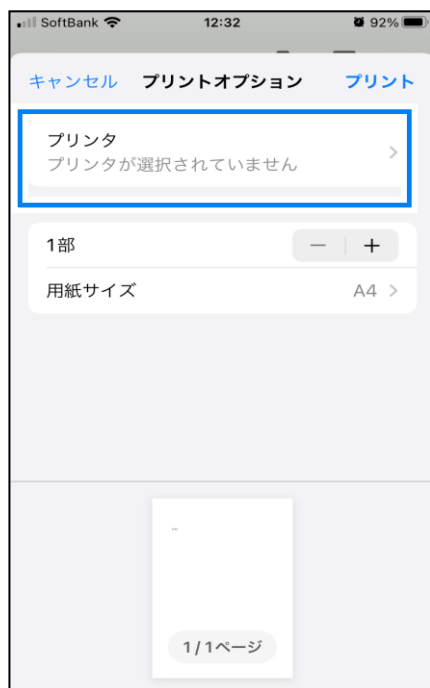 SoftBank 12:32 92%
キャンセル プリントオプション プリント
プリンタ
プリンタが選択されていません
1部 − +
用紙サイズ A4
1/1ページ